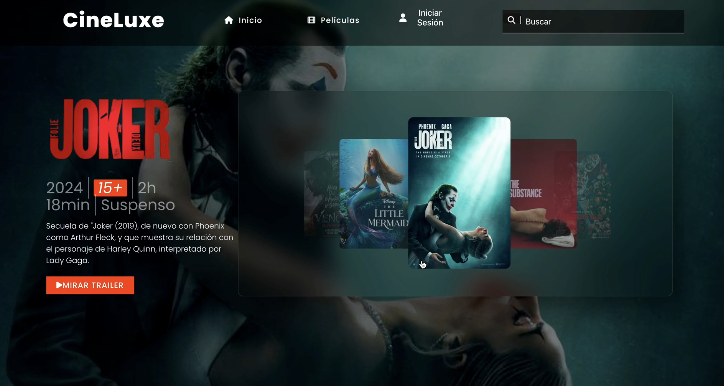 CineLuxe
Inicio
Películas
Iniciar
Sesión
Buscar
FOLIE
JOKER
DEUX
2024
15+
2h
18min
Suspenso
Secuela de "Joker (2019), de nuevo con Phoenix
como Arthur Fleck, y que muestra su relación con
el personaje de Harley Quinn, interpretado por
Lady Gaga.
MIRAR TRAILER
VENOM
Disney
THE
LITTLE
MERMAID
PHOENIX GAGA
JOKER
THE
SUBSTANCE